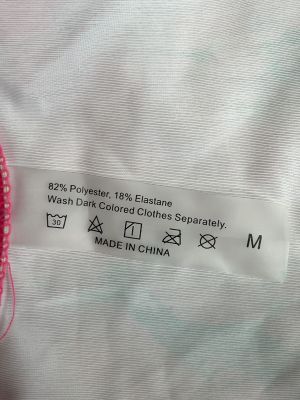 82% Polyester, 18% Elastane
Wash Dark Colored Clothes Separately.
30
M
MADE IN CHINA